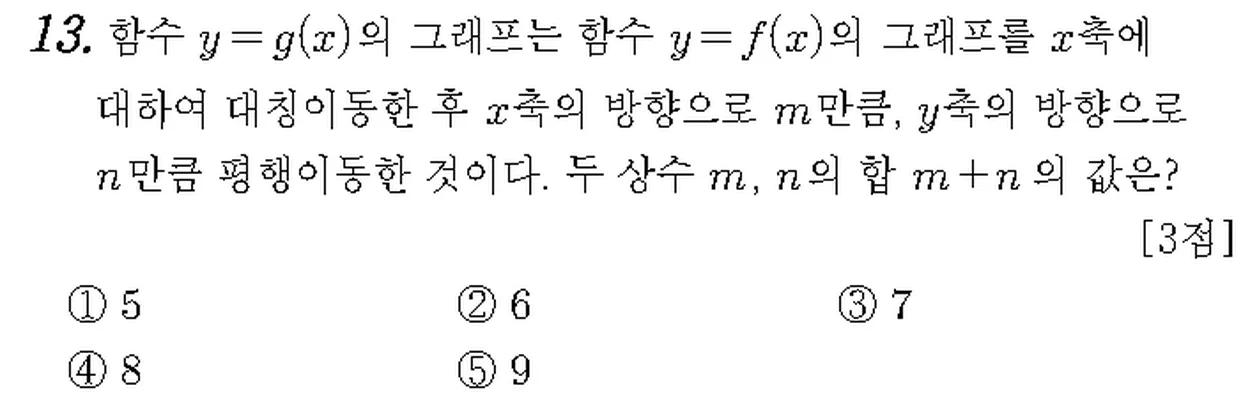 13. 함수 y=g(x)의 그래프는 함수 y=f(x)의 그래프를 x축에
대하여 대칭이동한 후 x축의 방향으로 m만큼, y축의 방향으로
n만큼 평행이동한 것이다. 두 상수 m, n의 합 m+n의 값은?
[3점]
① 5 ② 6 ③ 7
④ 8 ⑤ 9